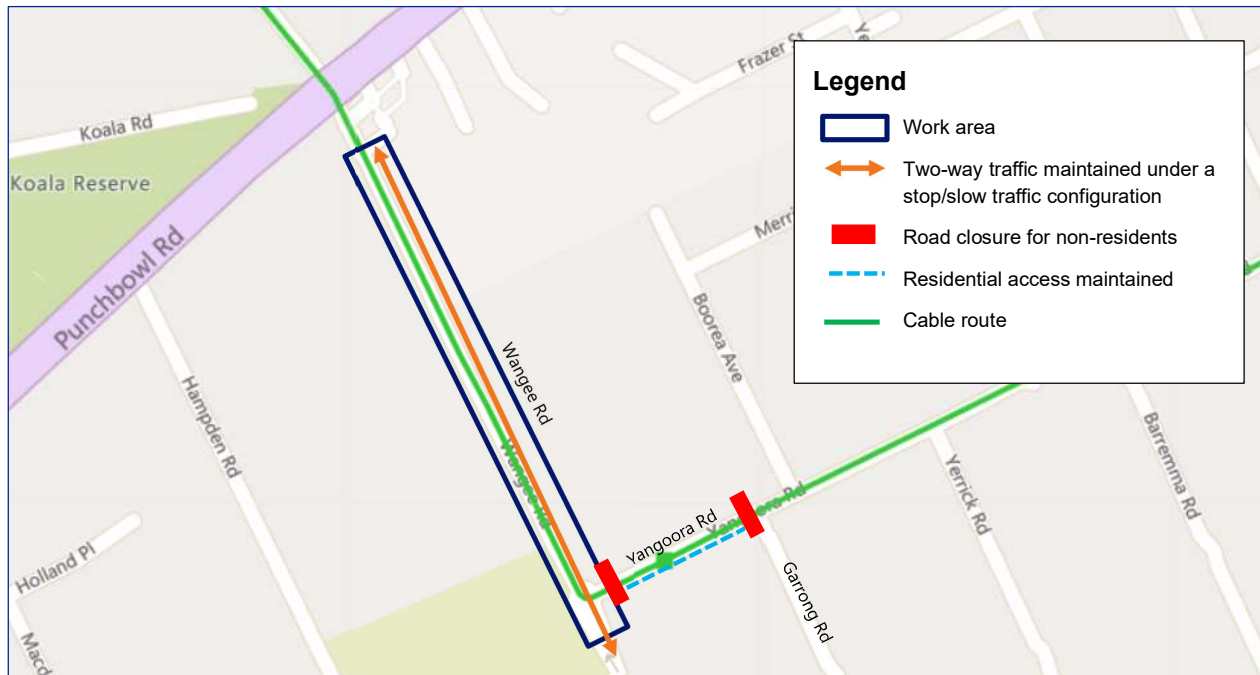 Frazer St
Legend
Work area
Two-way traffic maintained under a
stop/slow traffic configuration
Road closure for non-residents
Residential access maintained
Cable route
Koala Rd
Koala Reserve
Punchbowl Rd
Hampden Rd
Wangee Rd
Wangee Rd
Boorea Ave
Yangoora Rd
Garrong Rd
Yerrick Rd
Barremma Rd
Holland Pl